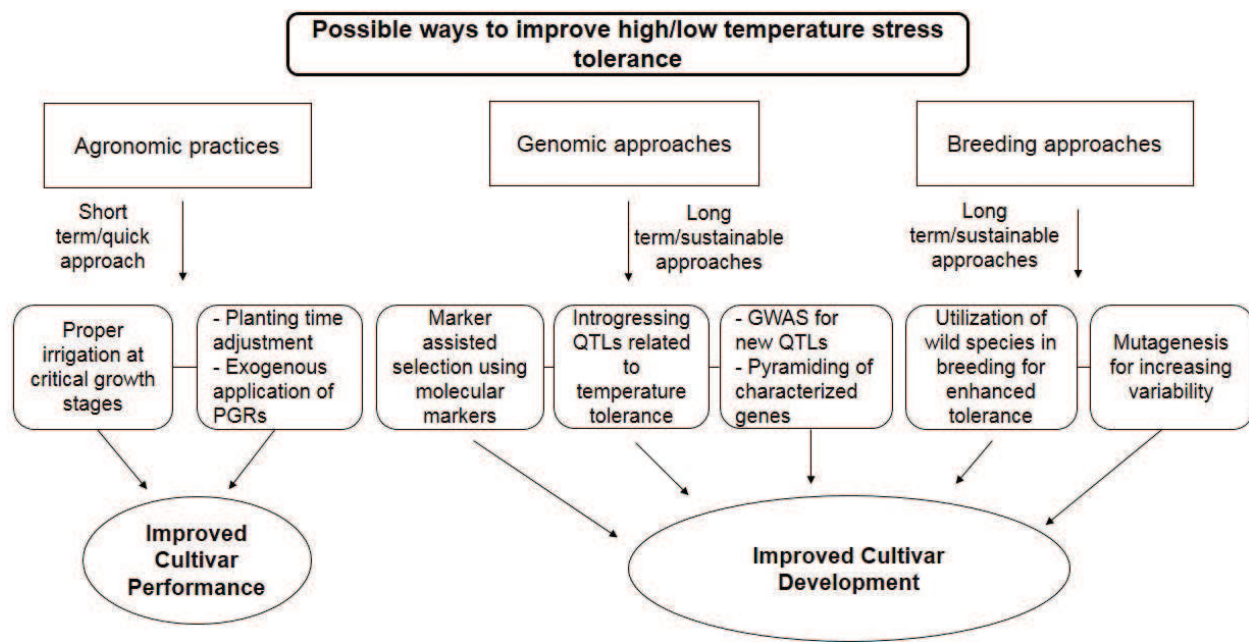 Possible ways to improve high/low temperature stress
tolerance
Agronomic practices
Genomic approaches
Breeding approaches
Short
term/quick
approach
Long
term/sustainable
approaches
Long
term/sustainable
approaches
Proper
irrigation at
critical growth
stages
- Planting time
adjustment
- Exogenous
application of
PGRs
Marker
assisted
selection using
molecular
markers
Introgressing
QTLs related
to
temperature
tolerance
- GWAS for
new QTLs
- Pyramiding of
characterized
genes
Utilization of
wild species in
breeding for
enhanced
tolerance
Mutagenesis
for increasing
variability
Improved
Cultivar
Performance
Improved Cultivar
Development